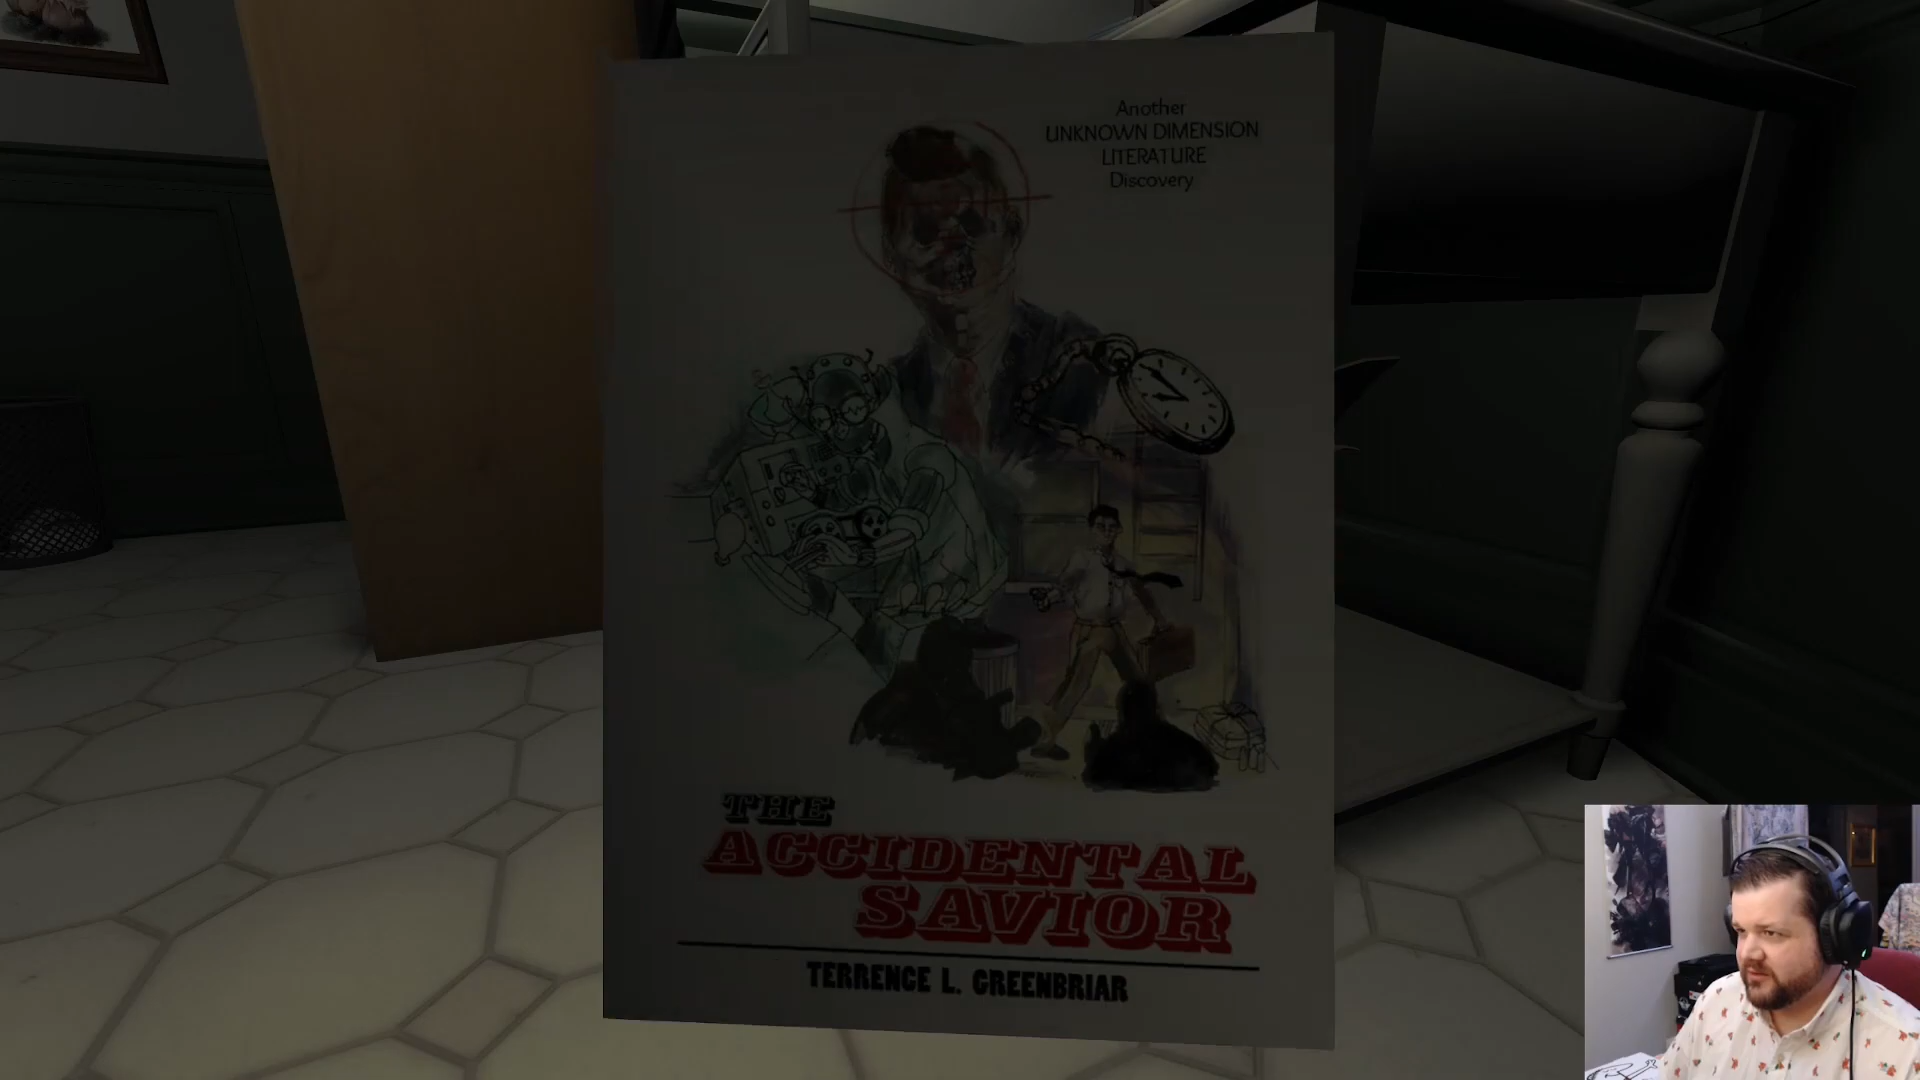 Another
UNKNOWN DIMENSION
LITERATURE
Discovery
THE
ACCIDENTAL
SAVIOR
TERRENCE L. GREENBRIAR